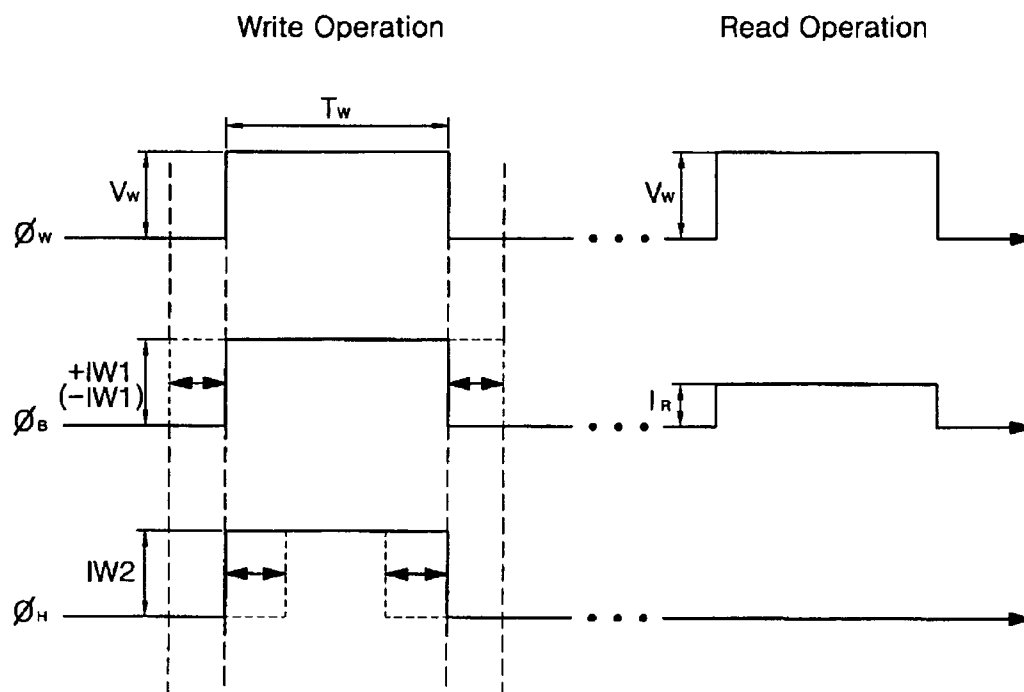 Write Operation
Read Operation
Tw
Vw
Vw
ØW
+IW1
(−IW1)
IR
ØB
IW2
ØH